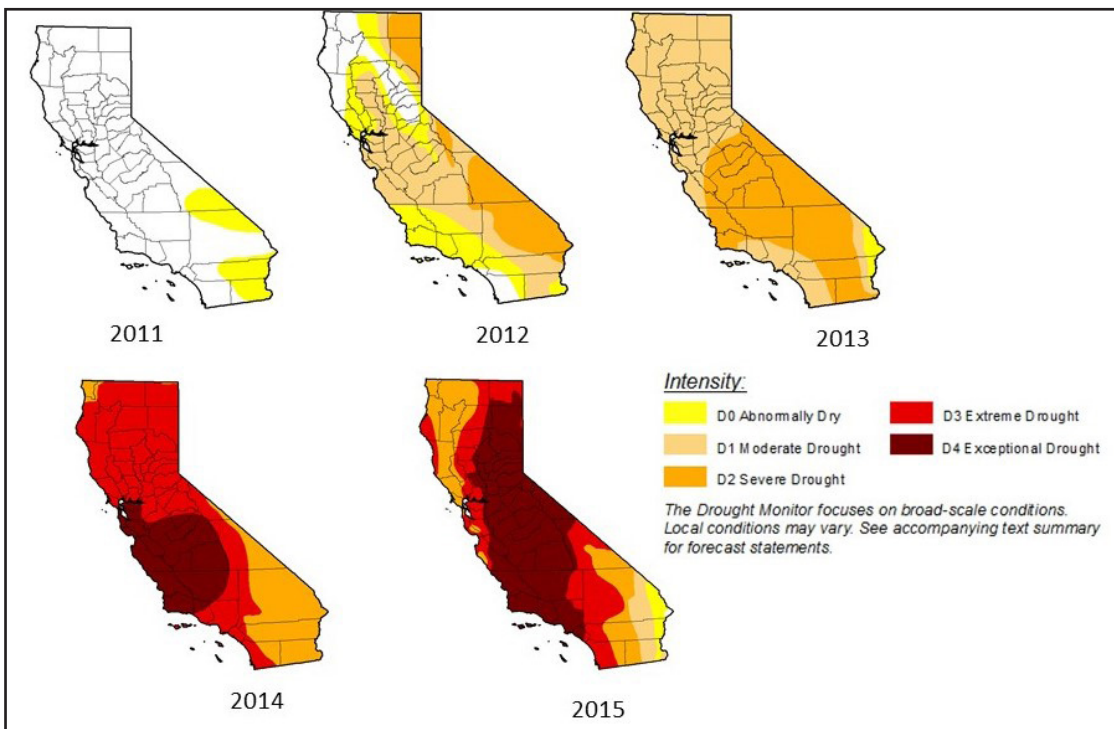 2011
2012
2013
Intensity:
D0 Abnormally Dry
D3 Extreme Drought
D1 Moderate Drought
D4 Exceptional Drought
D2 Severe Drought
The Drought Monitor focuses on broad-scale conditions.
Local conditions may vary. See accompanying text summary
for forecast statements.
2014
2015